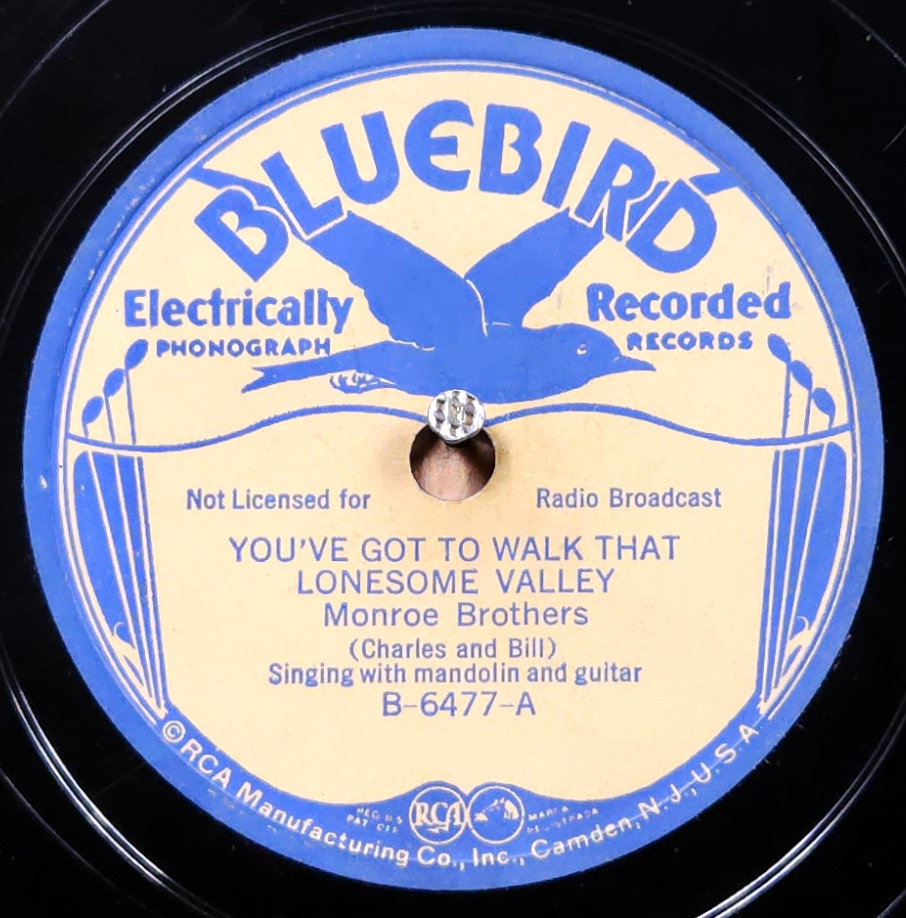 BLUEBIRD
Electrically Recorded
PHONOGRAPH RECORDS
Not Licensed for Radio Broadcast
YOU'VE GOT TO WALK THAT
LONESOME VALLEY
Monroe Brothers
(Charles and Bill)
Singing with mandolin and guitar
B-6477-A
RCA
©RCA Manufacturing Co., Inc., Camden, N.J., U.S.A